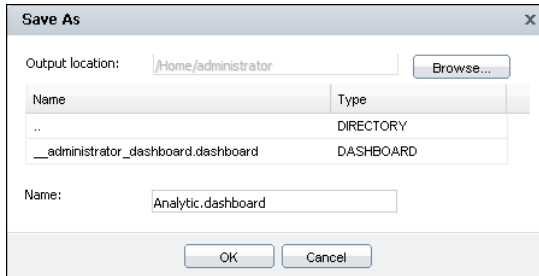 Save As x
Output location: /Home/administrator Browse...
Name Type
.. DIRECTORY
__administrator_dashboard.dashboard DASHBOARD
Name: Analytic.dashboard
OK Cancel